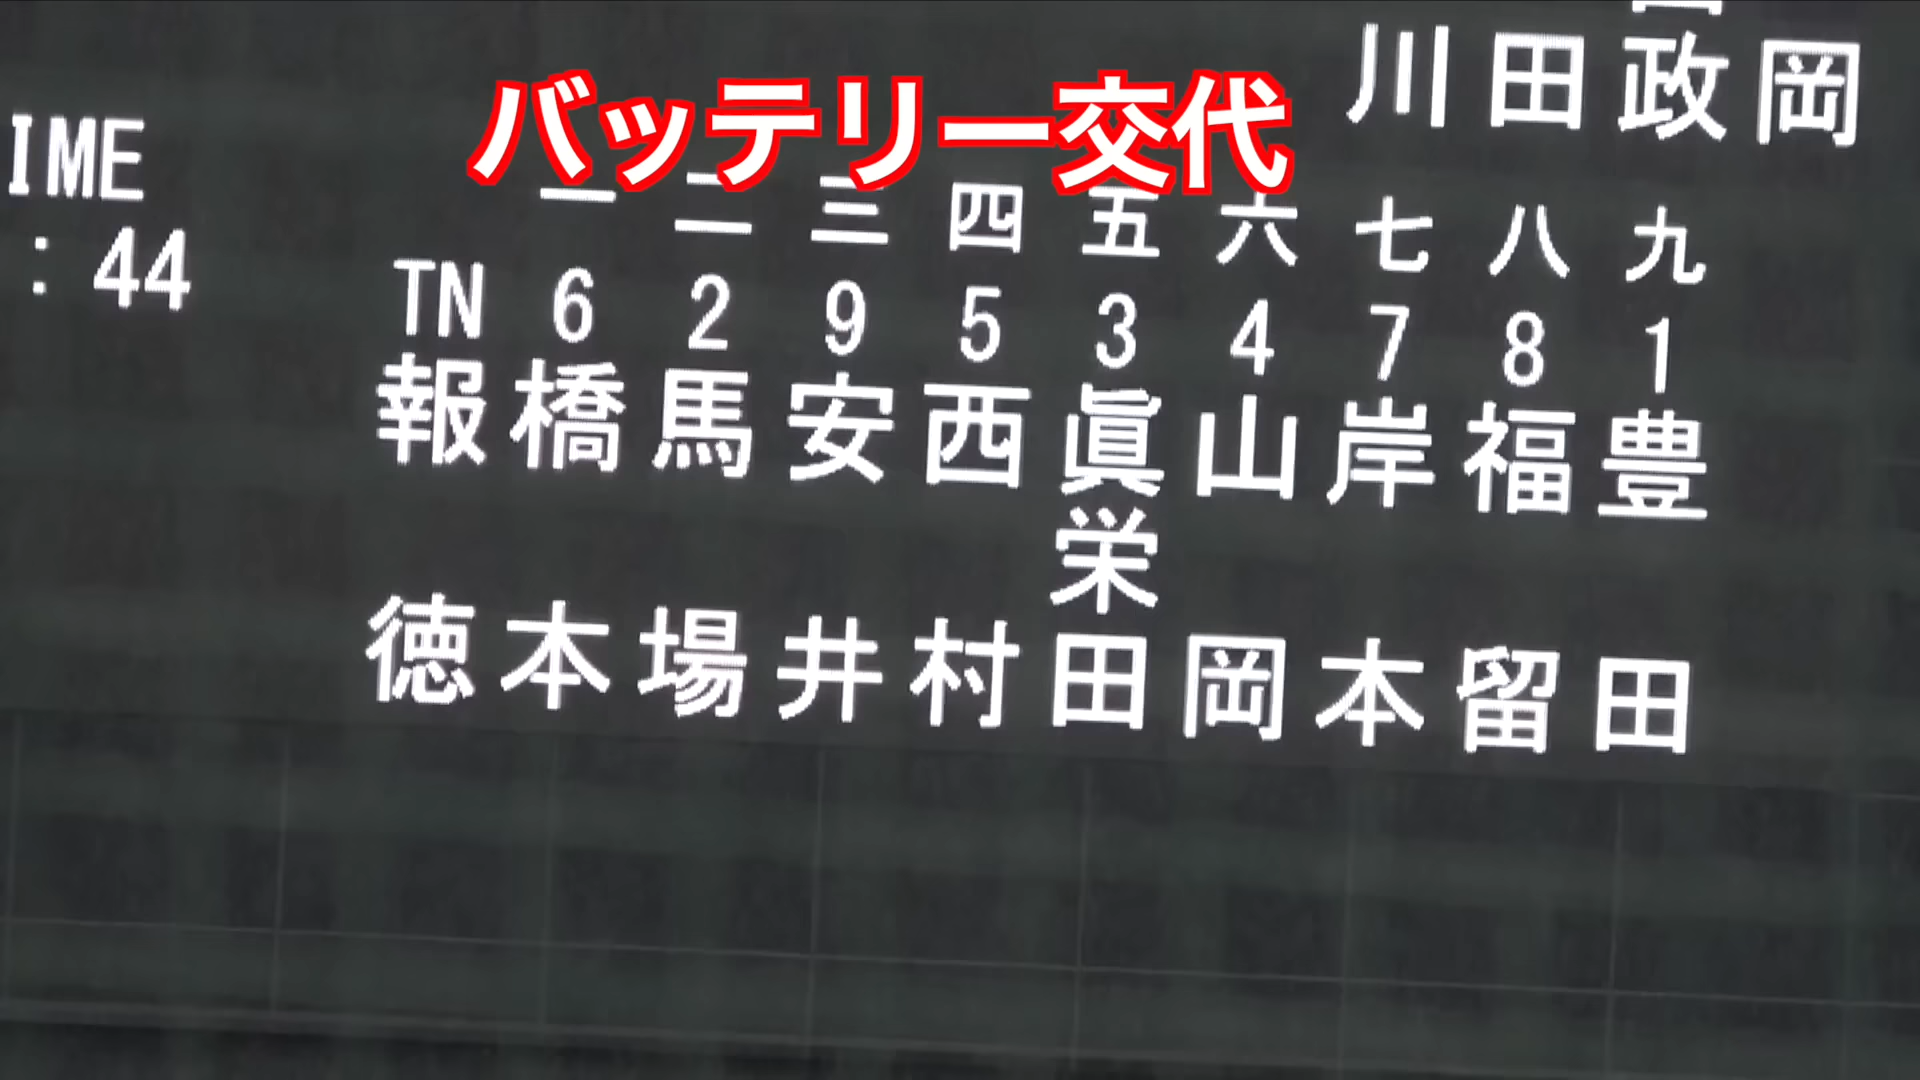 バッテリー交代
川 田 政 岡
IME
: 44
一 二 三 四 五 六 七 八 九
TN 6 2 9 5 3 4 7 8 1
報徳 橋本 馬場 安井 西村 眞栄田 山岡 岸本 福留 豊田